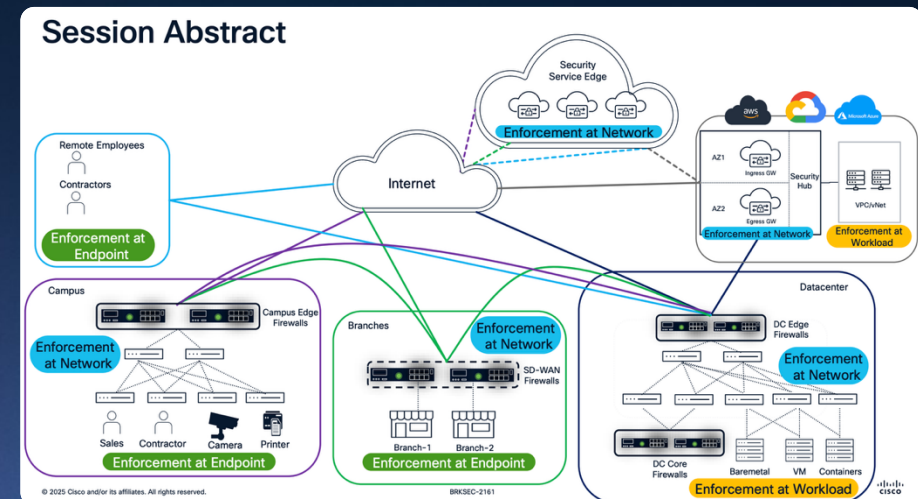 Session Abstract
Security
Service Edge
Enforcement at Network
aws
Microsoft Azure
Remote Employees
Contractors
Enforcement at
Endpoint
Internet
AZ1
Ingress GW
AZ2
Egress GW
Security
Hub
Enforcement at Network
VPC/vNet
Enforcement at
Workload
Campus
Campus Edge
Firewalls
Enforcement
at Network
Sales
Contractor
Camera
Printer
Enforcement at Endpoint
Branches
Enforcement
at Network
SD-WAN
Firewalls
Branch-1
Branch-2
Enforcement at Endpoint
Datacenter
DC Edge
Firewalls
Enforcement
at Network
DC Core
Firewalls
Baremetal
VM
Containers
Enforcement at Workload
© 2025 Cisco and/or its affiliates. All rights reserved.
BRKSEC-2161
CISCO